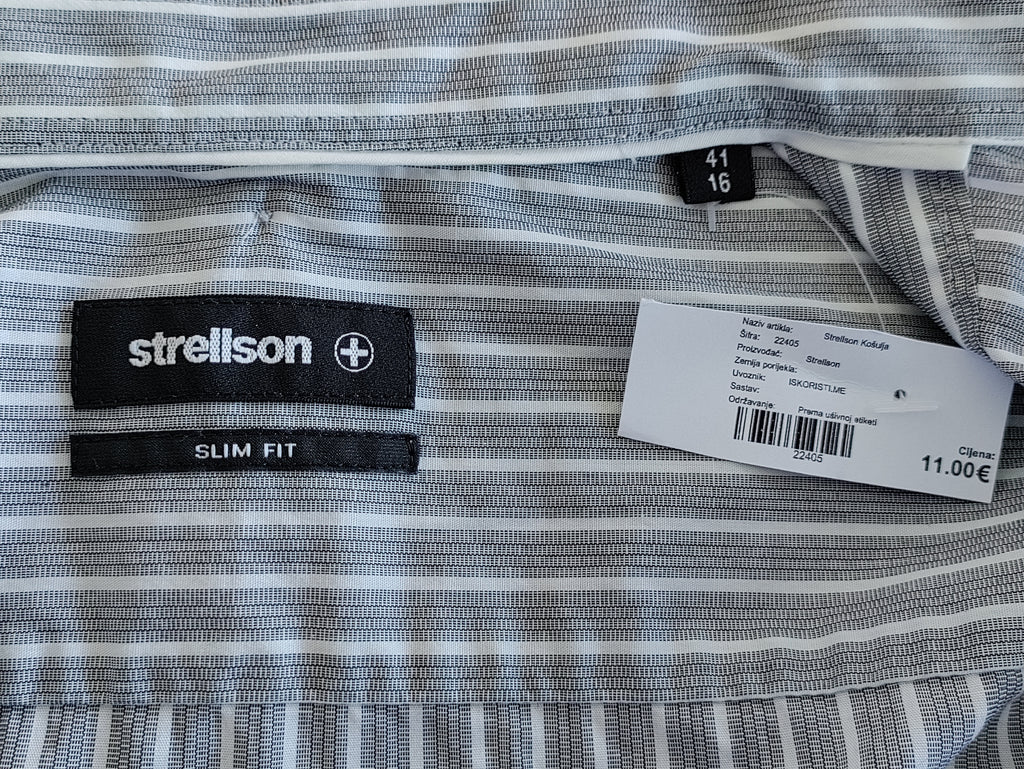 41
16
strellson
SLIM FIT
Naziv artikla: Strellson Košulja
Šifra: 22405
Proizvođač: Strellson
Zemlja porijekla:
Uvoznik: ISKORISTI.ME
Sastav:
Održavanje: Prema ušivnoj etiketi
22405
Cijena:
11.00€